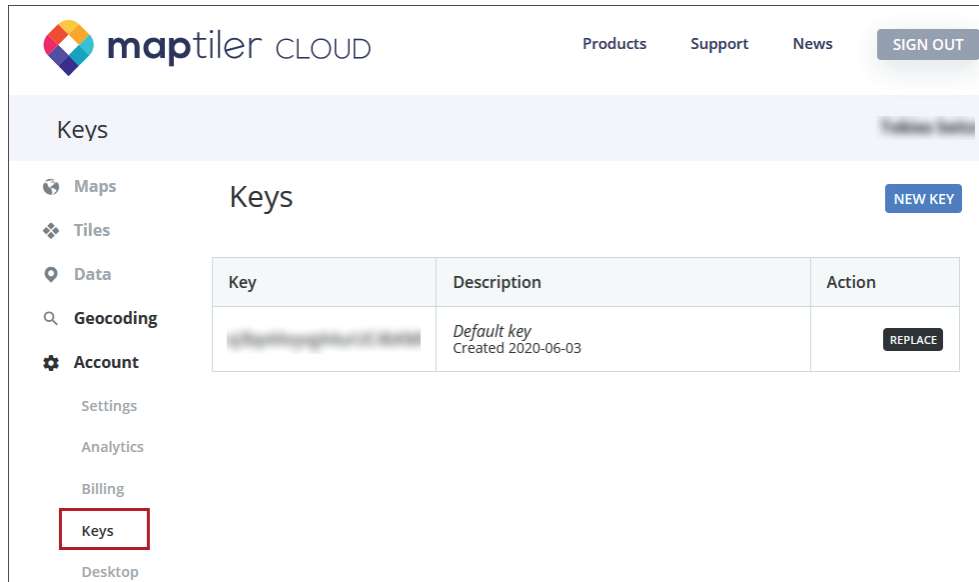 maptiler CLOUD
Products Support News SIGN OUT
Keys
Maps
Tiles
Data
Geocoding
Account
Settings
Analytics
Billing
Keys
Desktop
Keys
NEW KEY
Key Description Action
Default key
Created 2020-06-03
REPLACE